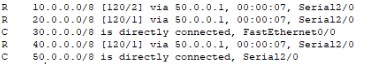 R 10.0.0.0/8 [120/2] via 50.0.0.1, 00:00:07, Serial2/0
R 20.0.0.0/8 [120/1] via 50.0.0.1, 00:00:07, Serial2/0
C 30.0.0.0/8 is directly connected, FastEthernet0/0
R 40.0.0.0/8 [120/1] via 50.0.0.1, 00:00:07, Serial2/0
C 50.0.0.0/8 is directly connected, Serial2/0